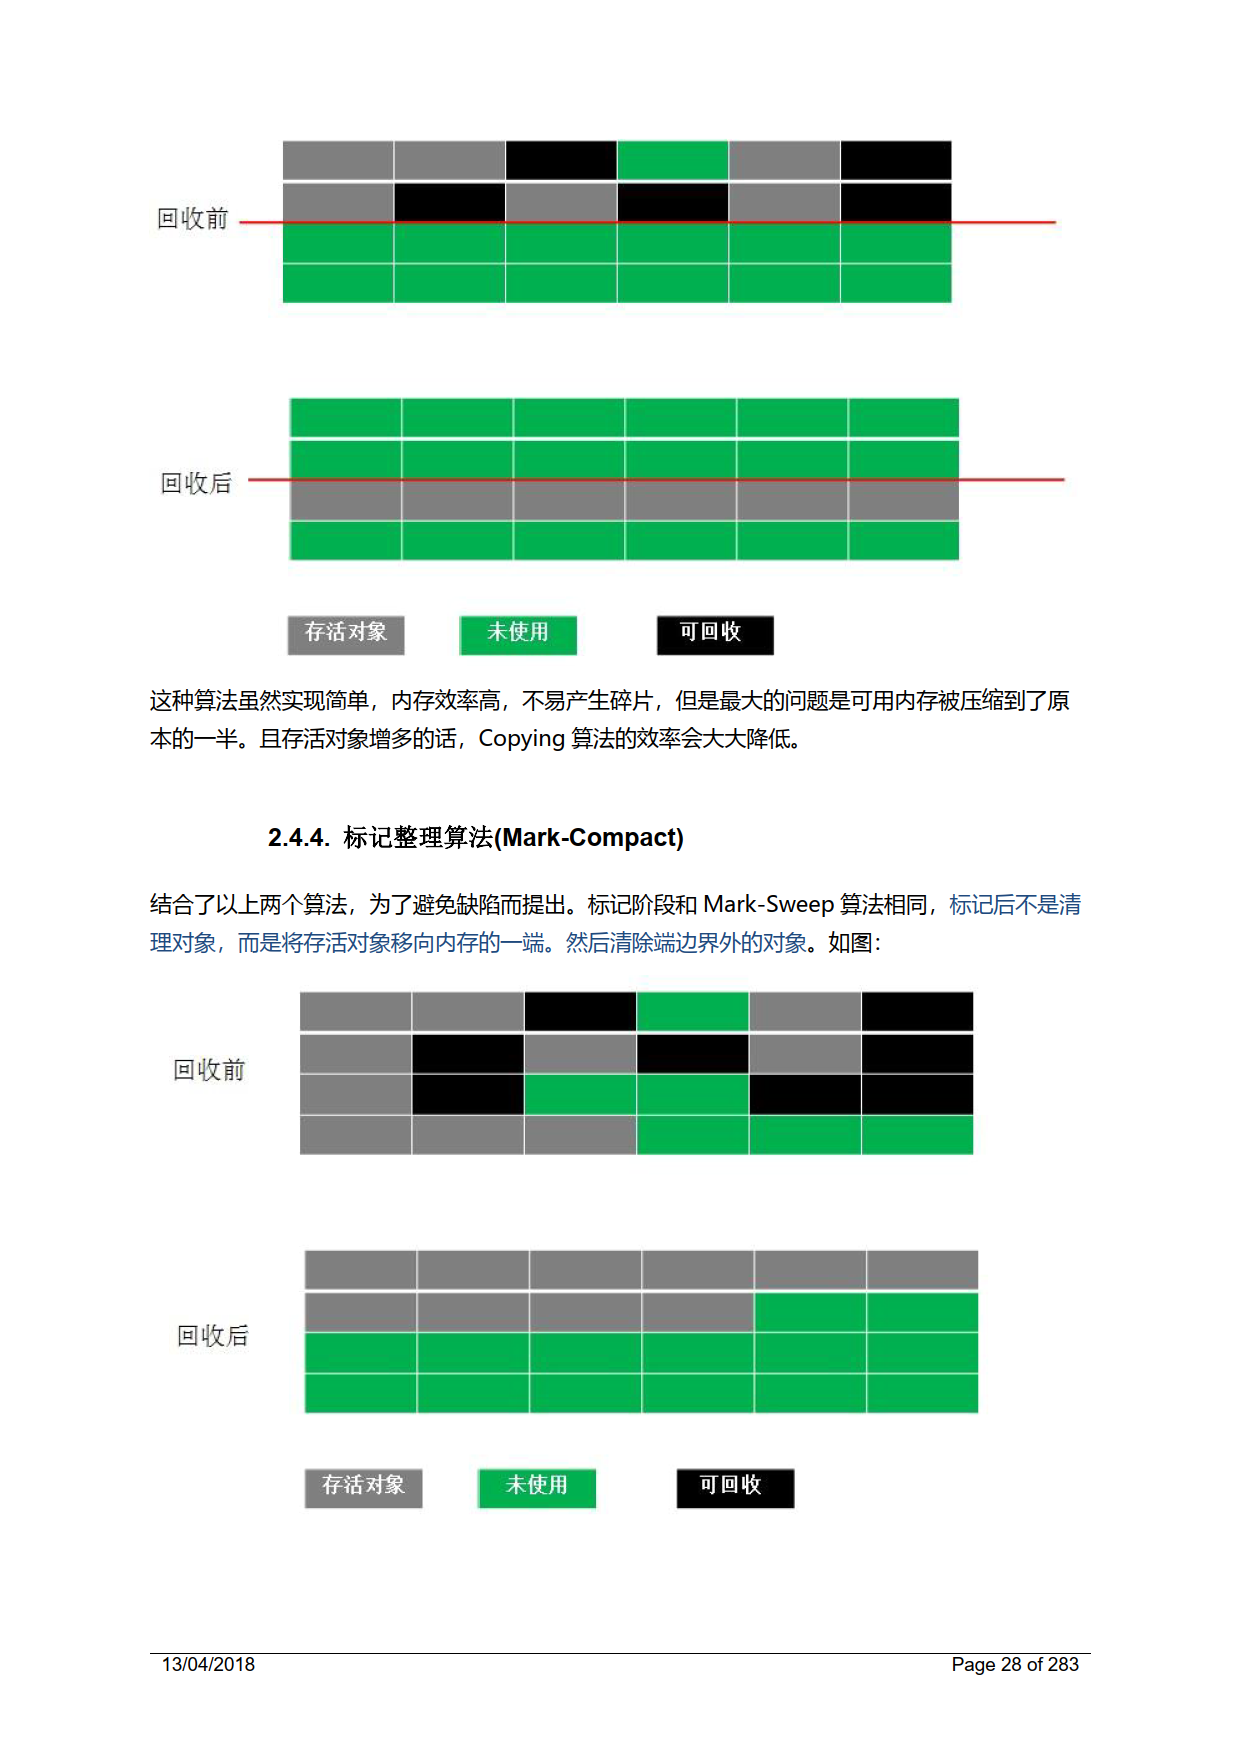 回收前
回收后
存活对象 未使用 可回收
这种算法虽然实现简单，内存效率高，不易产生碎片，但是最大的问题是可用内存被压缩到了原
本的一半。且存活对象增多的话，Copying 算法的效率会大大降低。
2.4.4. 标记整理算法(Mark-Compact)
结合了以上两个算法，为了避免缺陷而提出。标记阶段和 Mark-Sweep 算法相同，标记后不是清
理对象，而是将存活对象移向内存的一端。然后清除端边界外的对象。如图：
回收前
回收后
存活对象 未使用 可回收
13/04/2018 Page 28 of 283